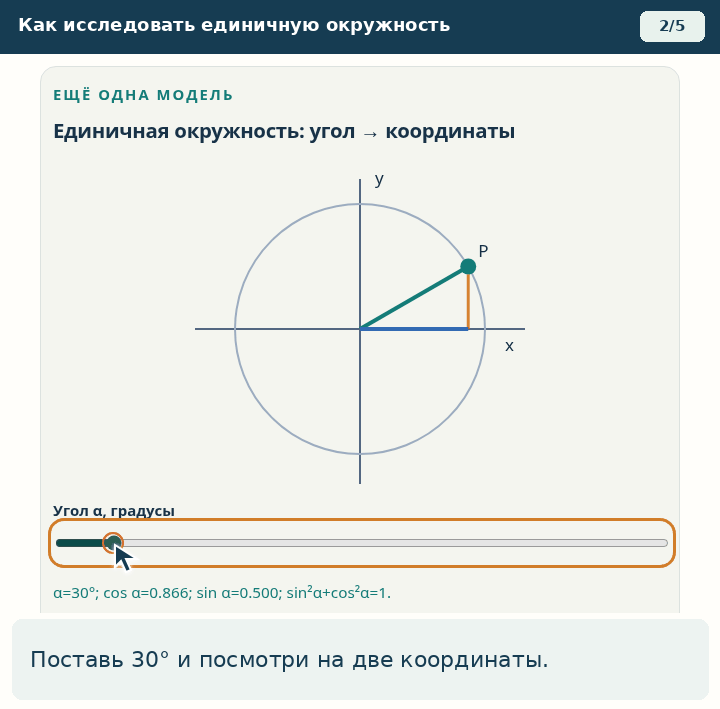 Как исследовать единичную окружность
2/5
ЕЩЁ ОДНА МОДЕЛЬ
Единичная окружность: угол → координаты
y
P
x
Угол α, градусы
α=30°; cos α=0.866; sin α=0.500; sin²α+cos²α=1.
Поставь 30° и посмотри на две координаты.